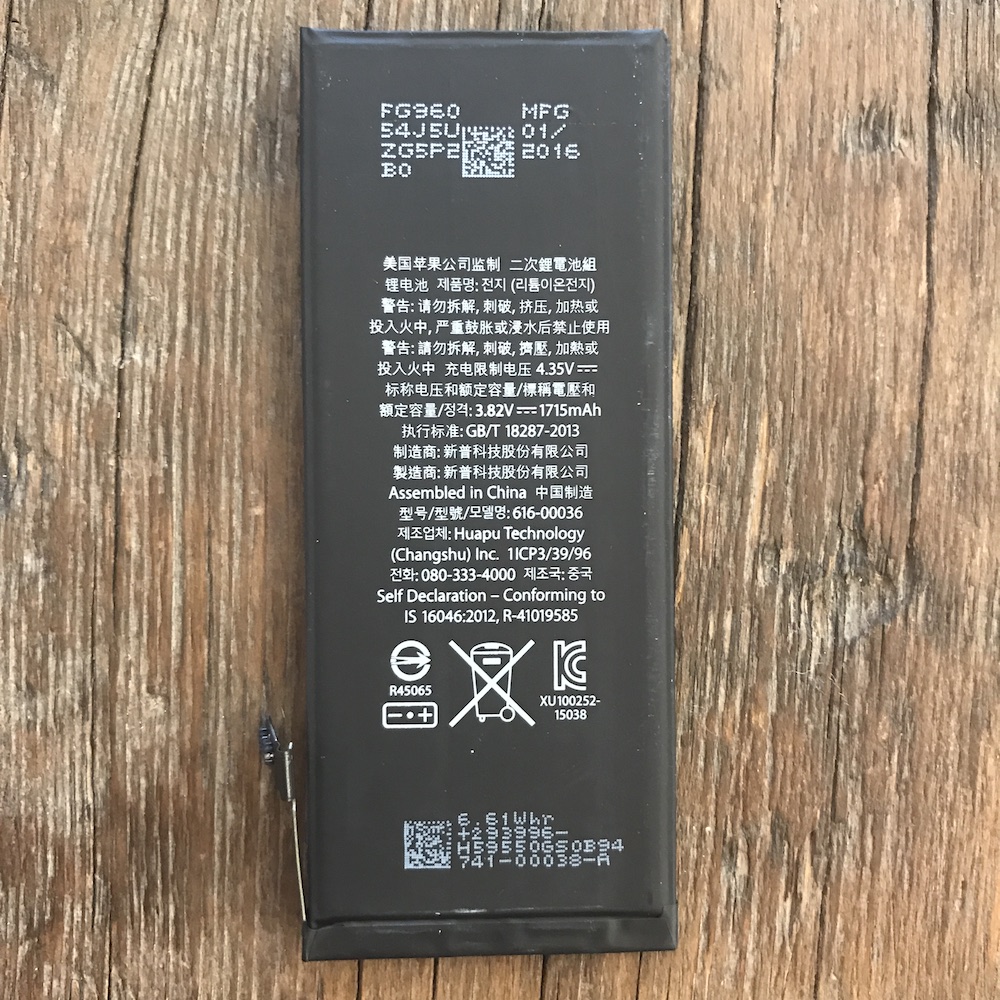 FG960
54J5U
ZG5P2
B0
MFG
01/
2016
美国苹果公司监制 二次鋰電池組
锂电池 제품명: 전지 (리튬이온전지)
警告: 请勿拆解, 刺破, 挤压, 加热或
投入火中, 严重鼓胀或浸水后禁止使用
警告: 請勿拆解, 刺破, 擠壓, 加熱或
投入火中 充电限制电压 4.35V⎓
标称电压和额定容量/標稱電壓和
額定容量/정격: 3.82V⎓1715mAh
执行标准: GB/T 18287-2013
制造商: 新普科技股份有限公司
製造商: 新普科技股份有限公司
Assembled in China 中国制造
型号/型號/모델명: 616-00036
제조업체: Huapu Technology
(Changshu) Inc. 1ICP3/39/96
전화: 080-333-4000 제조국: 중국
Self Declaration – Conforming to
IS 16046:2012, R-41019585
R45065
XU100252-
15038
6.61Whr
+293996-
H59550GS0B94
741-00038-A